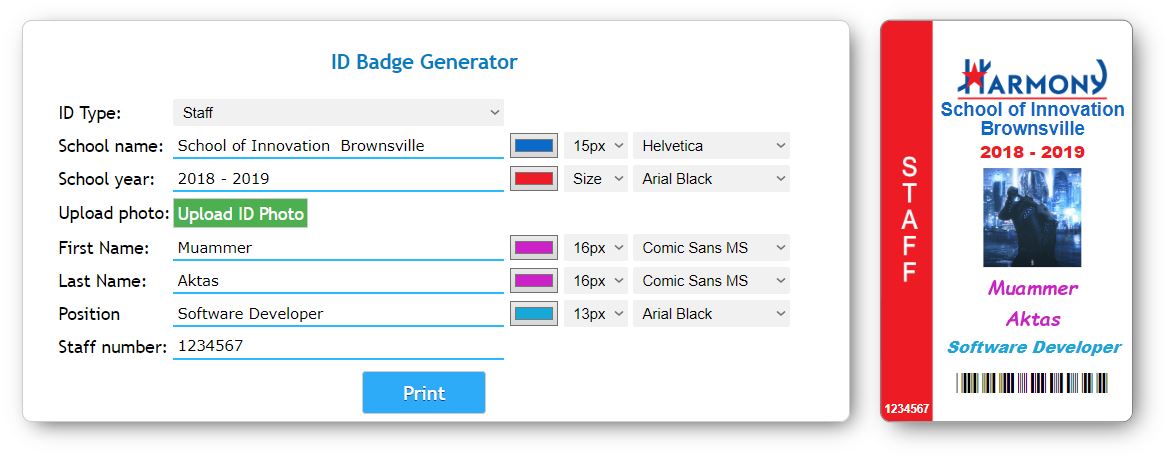 ID Badge Generator
ID Type: Staff
School name: School of Innovation  Brownsville 15px Helvetica
School year: 2018 - 2019 Size Arial Black
Upload photo: Upload ID Photo
First Name: Muammer 16px Comic Sans MS
Last Name: Aktas 16px Comic Sans MS
Position Software Developer 13px Arial Black
Staff number: 1234567
Print
STAFF
1234567
HARMONY
School of Innovation
Brownsville
2018 - 2019
Muammer
Aktas
Software Developer